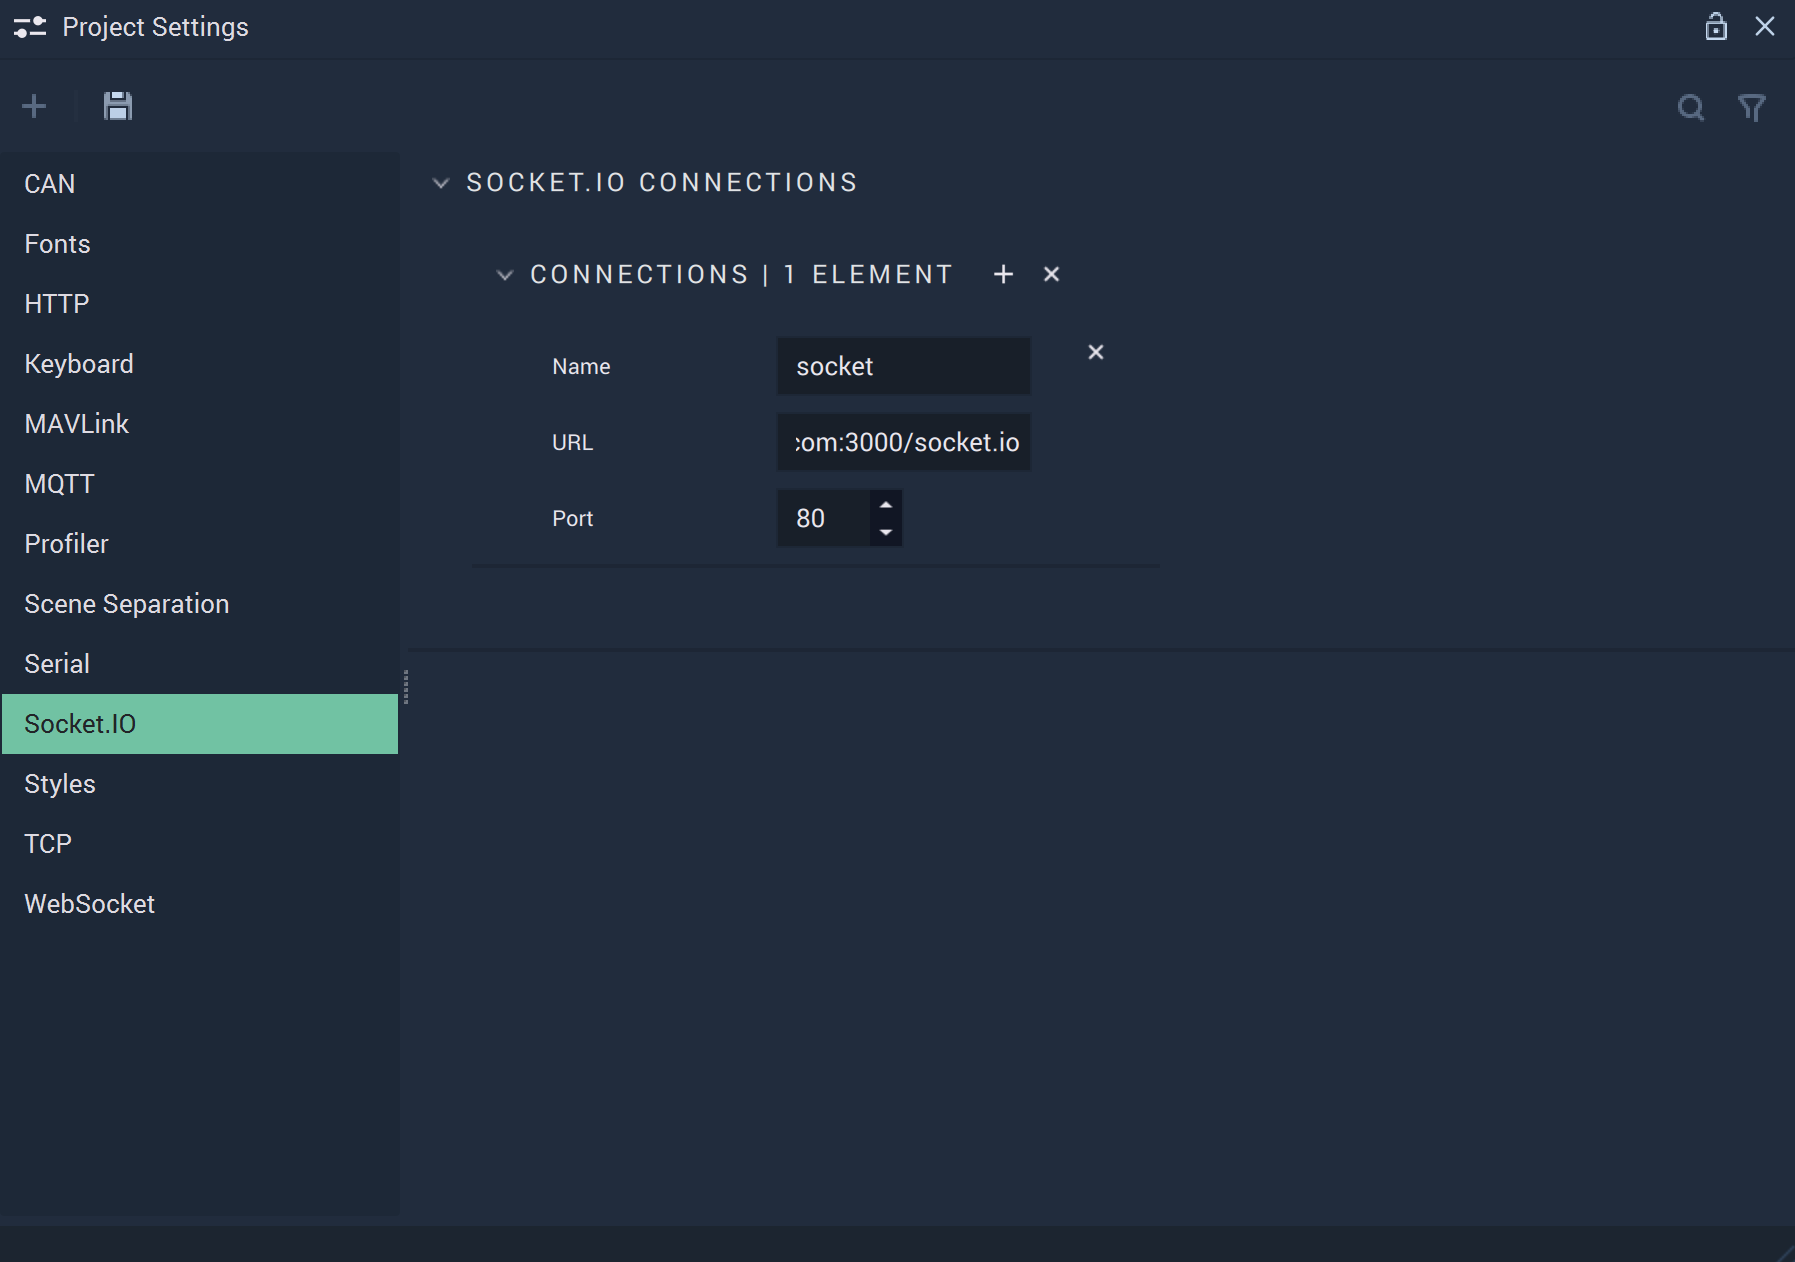 Project Settings
CAN
Fonts
HTTP
Keyboard
MAVLink
MQTT
Profiler
Scene Separation
Serial
Socket.IO
Styles
TCP
WebSocket
SOCKET.IO CONNECTIONS
CONNECTIONS | 1 ELEMENT
Name socket
URL com:3000/socket.io
Port 80